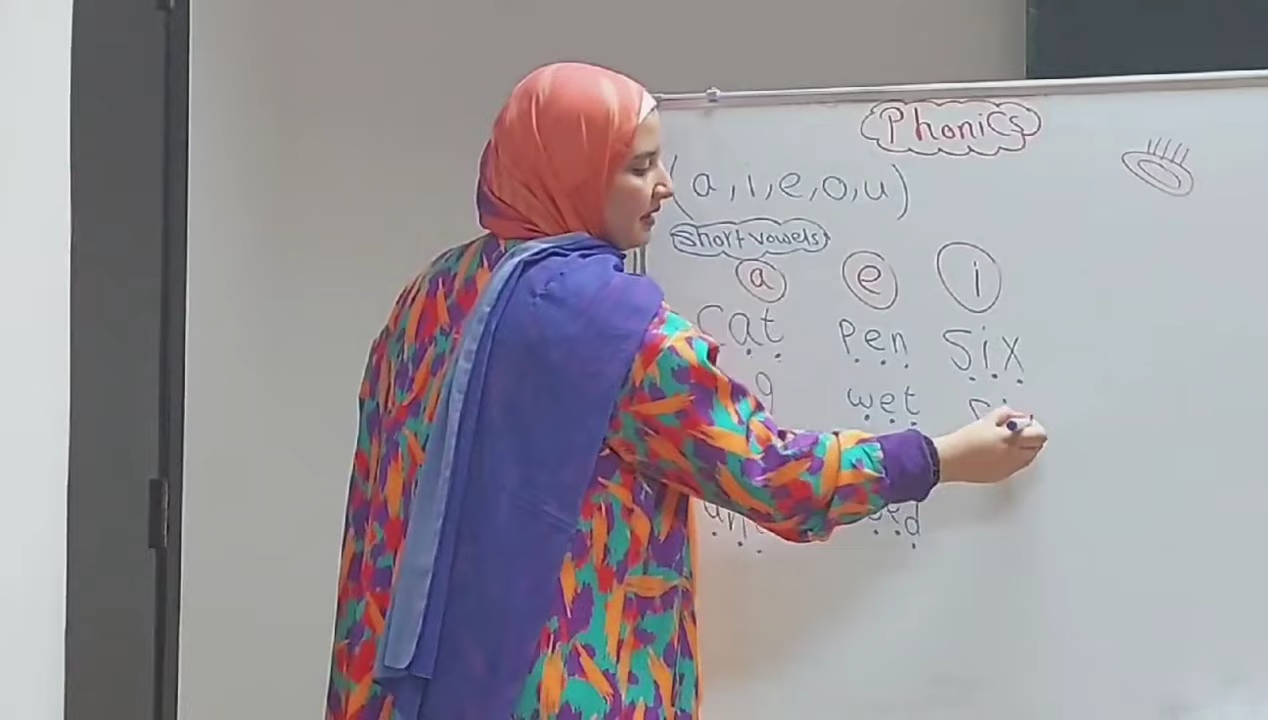 Phonics
(a,i,e,o,u)
Short vowels
a e i
cat Pen Six
wet